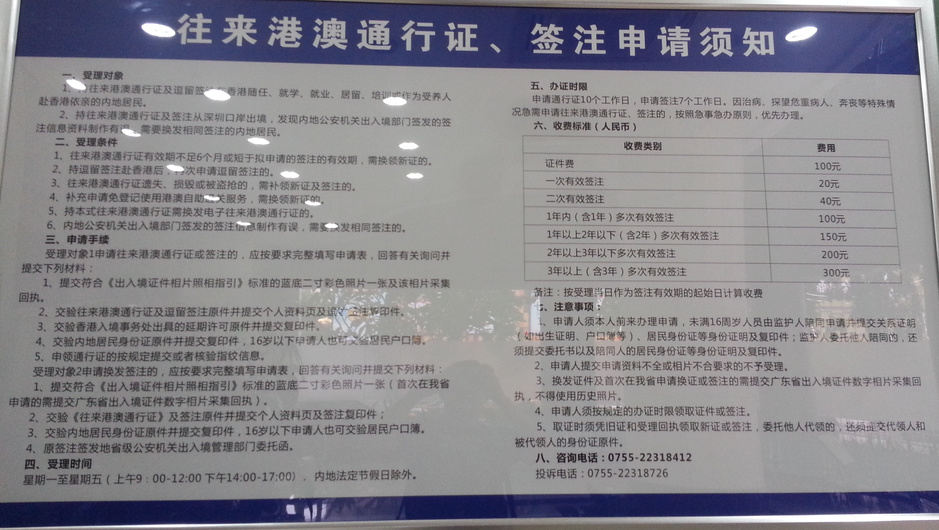 往来港澳通行证、签注申请须知
一、受理对象
1、持往来港澳通行证及逗留签注在香港随任、就学、就业、居留、培训或作为受养人
赴香港依亲的内地居民。
2、持往来港澳通行证及签注从深圳口岸出境，发现内地公安机关出入境部门签发的签
注信息资料制作有误，需要换发相同签注的内地居民。
二、受理条件
1、往来港澳通行证有效期不足6个月或短于拟申请的签注的有效期，需换领新证的。
2、持逗留签注赴香港后，再次申请逗留签注的。
3、往来港澳通行证遗失、损毁或被盗抢的，需补领新证及签注的。
4、补充申请免登记使用港澳自助通关服务，需换领新证的。
5、持本式往来港澳通行证需换发电子往来港澳通行证的。
6、内地公安机关出入境部门签发的签注信息制作有误，需要换发相同签注的。
三、申请手续
受理对象1申请往来港澳通行证或签注的，应按要求完整填写申请表，回答有关询问并
提交下列材料：
1、提交符合《出入境证件相片照相指引》标准的蓝底二寸彩色照片一张及该相片采集
回执。
2、交验往来港澳通行证及逗留签注原件并提交个人资料页及该签注复印件。
3、交验香港入境事务处出具的延期许可原件并提交复印件。
4、交验内地居民身份证原件并提交复印件，16岁以下申请人也可交验居民户口簿。
5、申领通行证的按规定提交或者核验指纹信息。
受理对象2申请换发签注的，应按要求完整填写申请表，回答有关询问并提交下列材料：
1、提交符合《出入境证件相片照相指引》标准的蓝底二寸彩色照片一张（首次在我省
申请的需提交广东省出入境证件数字相片采集回执）。
2、交验《往来港澳通行证》及签注原件并提交个人资料页及签注复印件；
3、交验内地居民身份证原件并提交复印件，16岁以下申请人也可交验居民户口簿。
4、原签注签发地省级公安机关出入境管理部门委托函。
四、受理时间
星期一至星期五（上午9：00-12:00 下午14:00-17:00），内地法定节假日除外。
五、办证时限
申请通行证10个工作日，申请签注7个工作日。因治病、探望危重病人、奔丧等特殊情
况急需申请往来港澳通行证、签注的，按照急事急办原则，优先办理。
六、收费标准（人民币）
收费类别 费用
证件费 100元
一次有效签注 20元
二次有效签注 40元
1年内（含1年）多次有效签注 100元
1年以上2年以下（含2年）多次有效签注 150元
2年以上3年以下多次有效签注 200元
3年以上（含3年）多次有效签注 300元
备注：按受理当日作为签注有效期的起始日计算收费
七、注意事项：
1、申请人须本人前来办理申请，未满16周岁人员由监护人陪同申请并提交关系证明
（如出生证明、户口簿等）、居民身份证等身份证明及复印件；监护人委托他人陪同的，还
须提交委托书以及陪同人的居民身份证等身份证明及复印件。
2、申请人提交申请资料不全或相片不合要求的不予受理。
3、换发证件及首次在我省申请换证或签注的需提交广东省出入境证件数字相片采集回
执，不得使用历史照片。
4、申请人须按规定的办证时限领取证件或签注。
5、取证时须凭旧证和受理回执领取新证或签注，委托他人代领的，还须提交代领人和
被代领人的身份证原件。
八、咨询电话：0755-22318412
投诉电话：0755-22318726